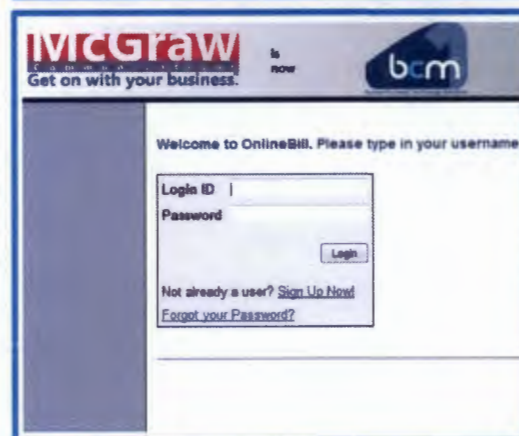 McGraw
Communications
Get on with your business.
is
now
bcm
Welcome to OnlineBill. Please type in your username
Login ID
Password
Login
Not already a user? Sign Up Now!
Forgot your Password?